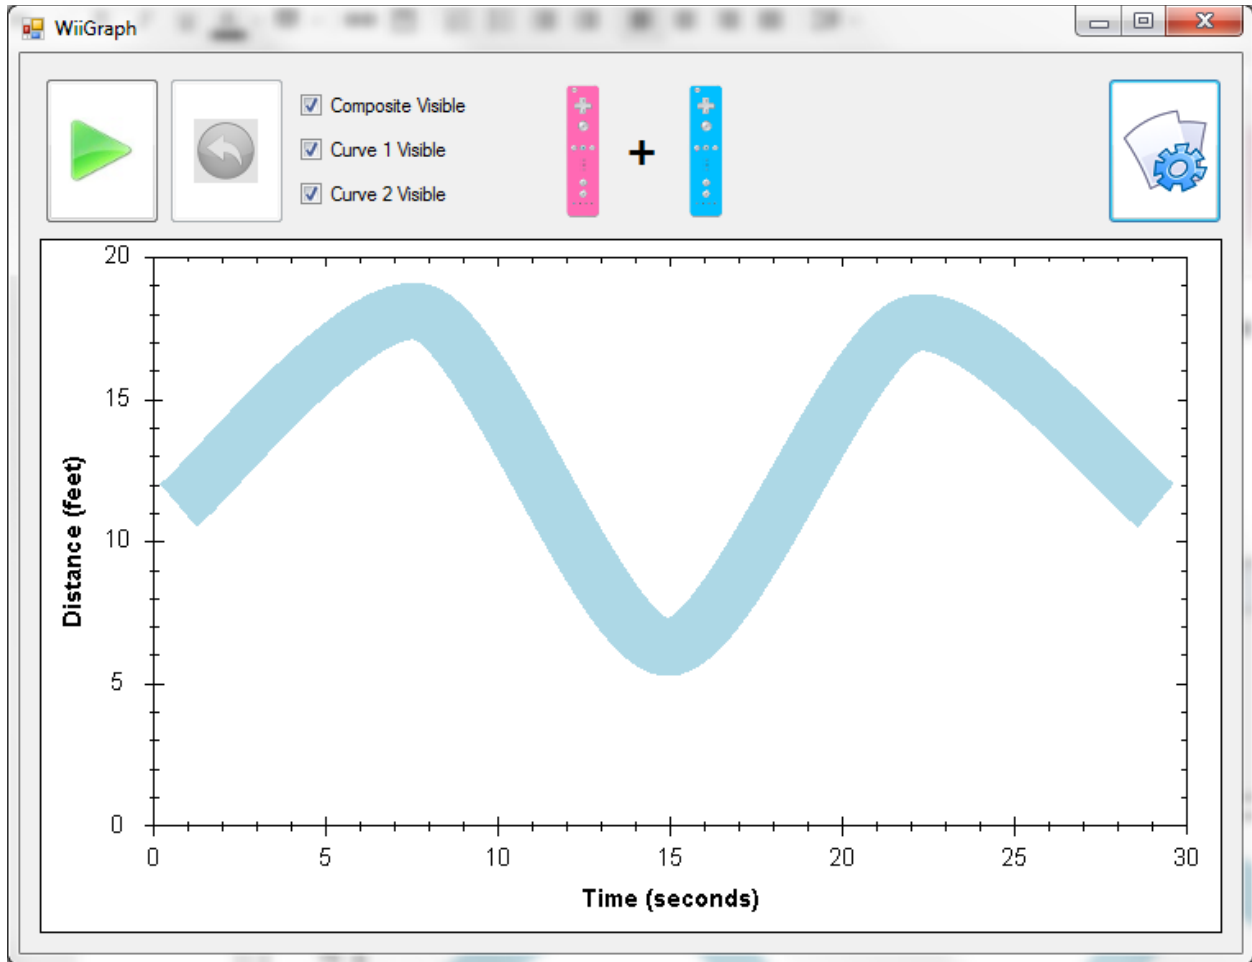 WiiGraph
Composite Visible
Curve 1 Visible
+
Curve 2 Visible
20
15
10
5
0
Distance (feet)
0 5 10 15 20 25 30
Time (seconds)